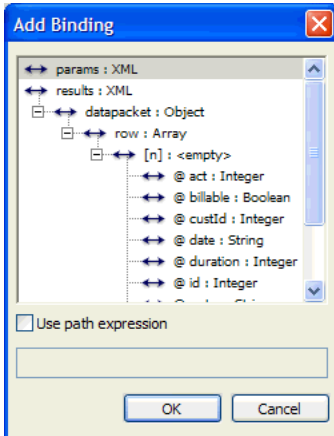 Add Binding
params : XML
results : XML
datapacket : Object
row : Array
[n] : <empty>
@ act : Integer
@ billable : Boolean
@ custId : Integer
@ date : String
@ duration : Integer
@ id : Integer
Use path expression
OK
Cancel